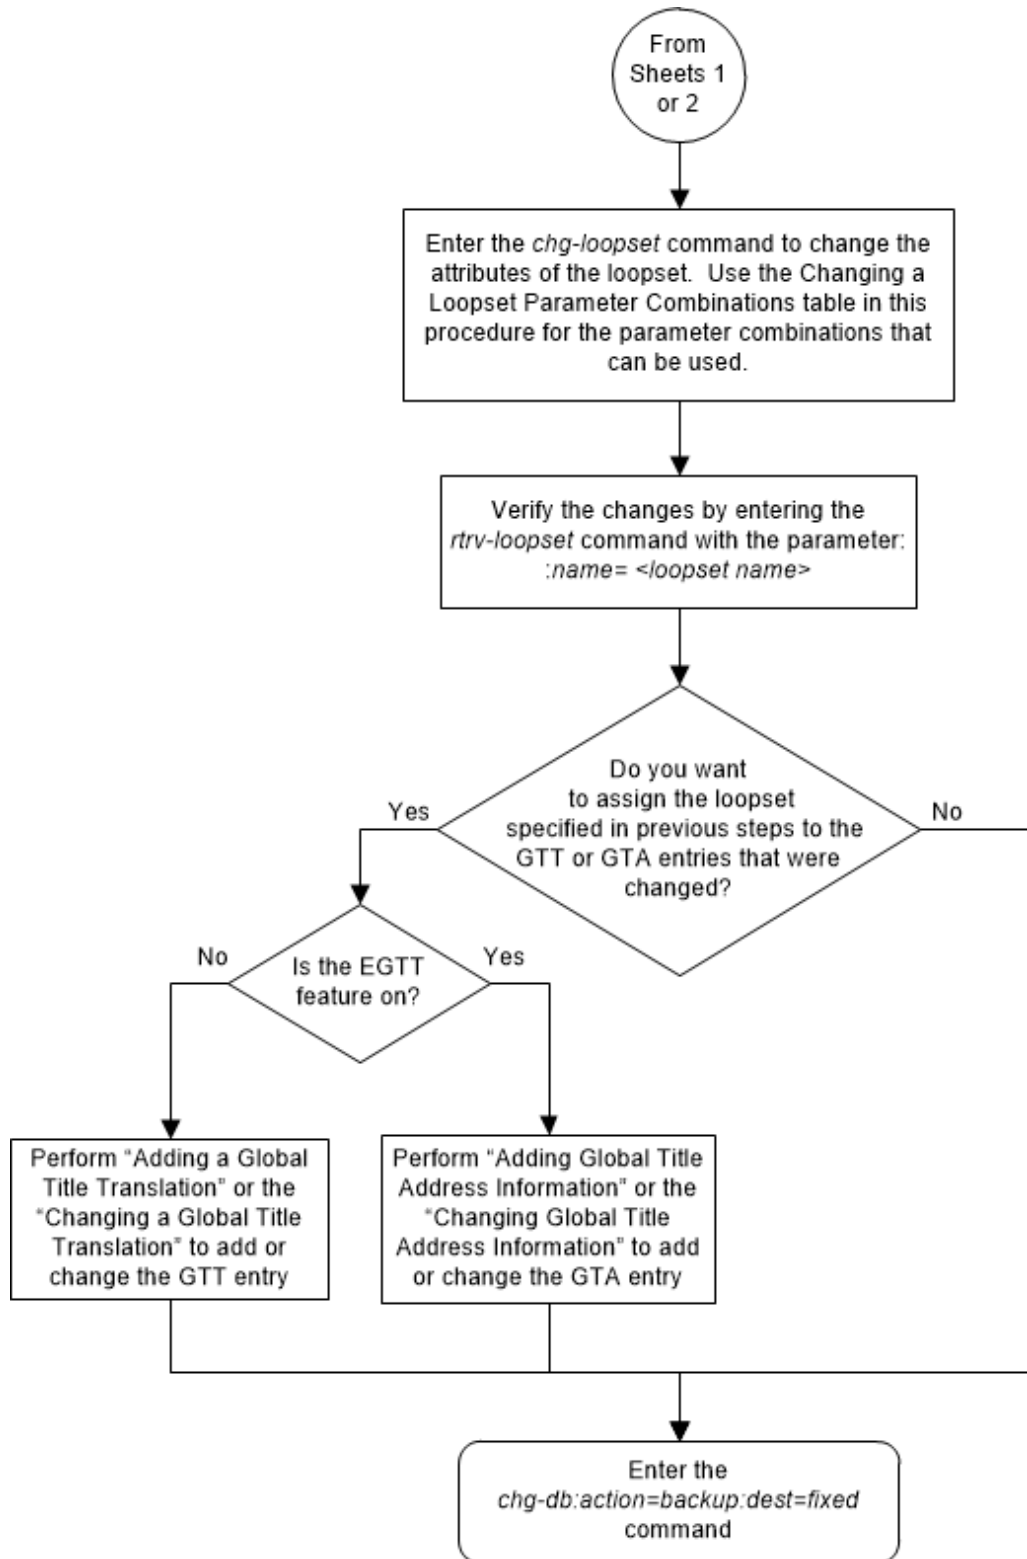 From
Sheets 1
or 2
Enter the chg-loopset command to change the
attributes of the loopset.  Use the Changing a
Loopset Parameter Combinations table in this
procedure for the parameter combinations that
can be used.
Verify the changes by entering the
rtrv-loopset command with the parameter:
:name= <loopset name>
Do you want
to assign the loopset
specified in previous steps to the
GTT or GTA entries that were
changed?
Yes
No
Is the EGTT
feature on?
No
Yes
Perform “Adding a Global
Title Translation” or the
“Changing a Global Title
Translation” to add or
change the GTT entry
Perform “Adding Global Title
Address Information” or the
“Changing Global Title
Address Information” to add
or change the GTA entry
Enter the
chg-db:action=backup:dest=fixed
command